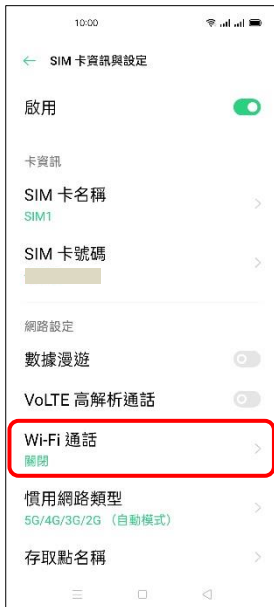 10:00
SIM 卡資訊與設定
啟用
卡資訊
SIM 卡名稱
SIM1
SIM 卡號碼
網路設定
數據漫遊
VoLTE 高解析通話
Wi-Fi 通話
關閉
慣用網路類型
5G/4G/3G/2G （自動模式）
存取點名稱